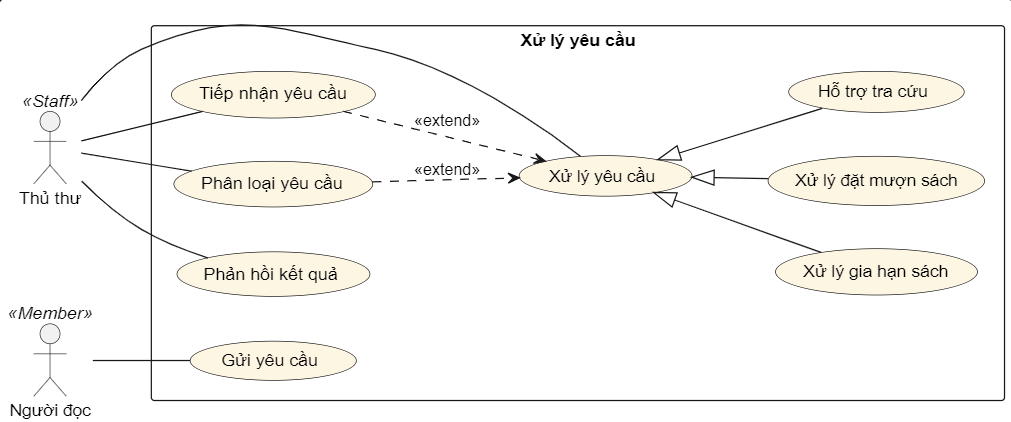 Xử lý yêu cầu
«Staff»
Thủ thư
Tiếp nhận yêu cầu
«extend»
Phân loại yêu cầu
«extend»
Xử lý yêu cầu
Hỗ trợ tra cứu
Xử lý đặt mượn sách
Xử lý gia hạn sách
Phản hồi kết quả
«Member»
Người đọc
Gửi yêu cầu